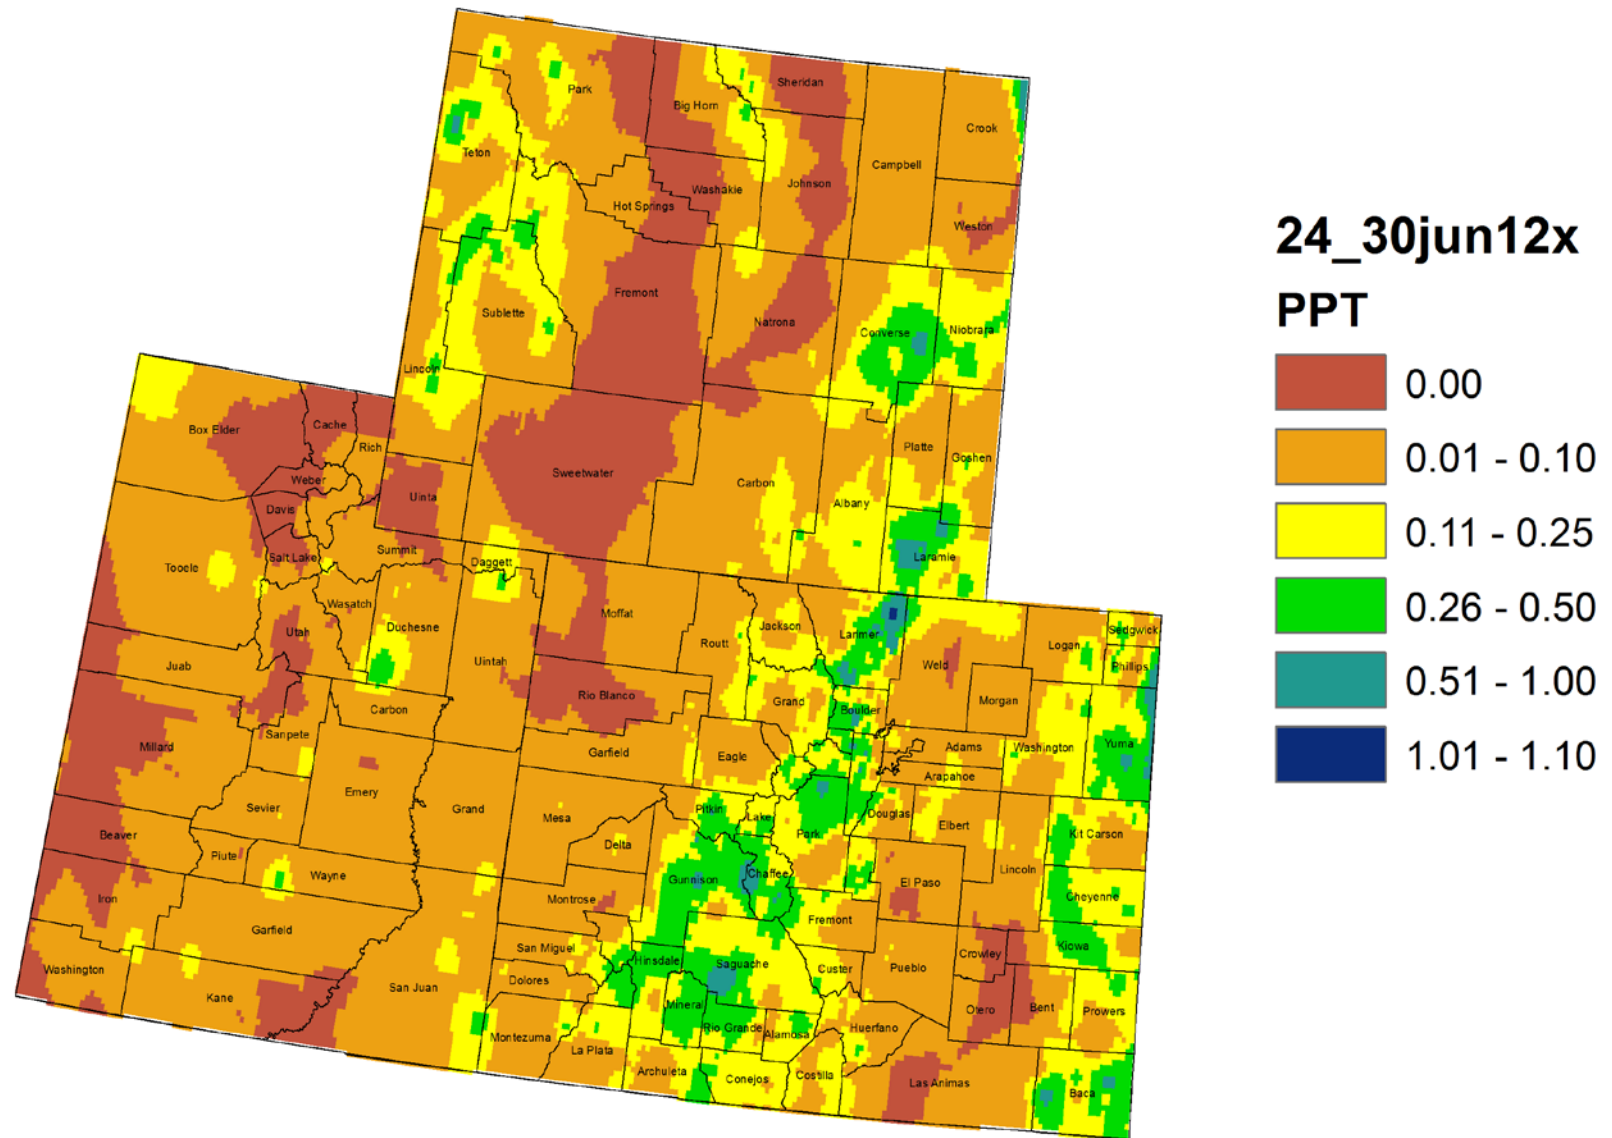 24_30jun12x
PPT
0.00
0.01 - 0.10
0.11 - 0.25
0.26 - 0.50
0.51 - 1.00
1.01 - 1.10
Park
Big Horn
Sheridan
Crook
Teton
Campbell
Washakie
Johnson
Hot Springs
Weston
Fremont
Sublette
Natrona
Converse
Niobrara
Lincoln
Box Elder
Cache
Rich
Platte
Goshen
Weber
Uinta
Sweetwater
Carbon
Albany
Davis
Salt Lake
Summit
Laramie
Tooele
Daggett
Wasatch
Utah
Duchesne
Moffat
Jackson
Larimer
Sedgwick
Juab
Uintah
Routt
Weld
Logan
Phillips
Carbon
Rio Blanco
Grand
Boulder
Morgan
Millard
Sanpete
Garfield
Eagle
Adams
Washington
Yuma
Arapahoe
Sevier
Emery
Grand
Mesa
Pitkin
Lake
Park
Douglas
Elbert
Kit Carson
Beaver
Piute
Wayne
Delta
Gunnison
Chaffee
El Paso
Lincoln
Iron
Montrose
Cheyenne
Garfield
San Miguel
Fremont
Kiowa
Washington
Kane
San Juan
Dolores
Hinsdale
Saguache
Custer
Pueblo
Crowley
Mineral
Otero
Bent
Prowers
Montezuma
Rio Grande
Alamosa
Huerfano
La Plata
Archuleta
Conejos
Costilla
Las Animas
Baca